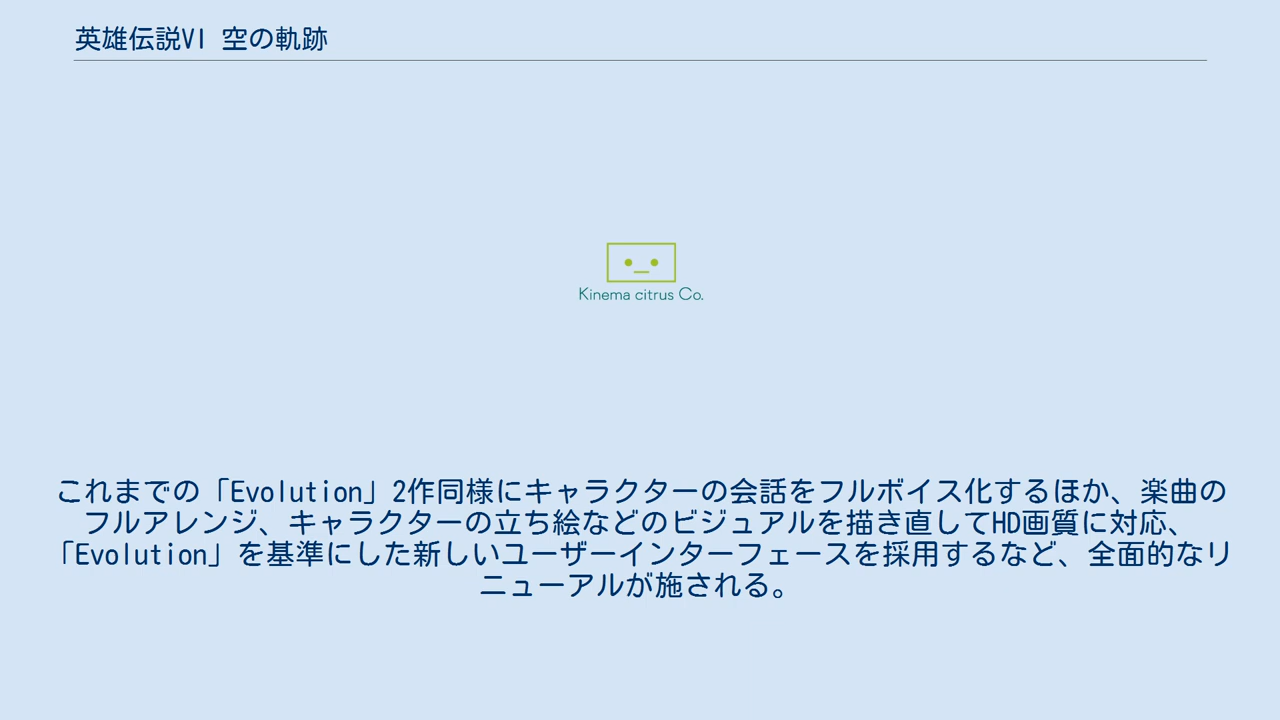 英雄伝説VI 空の軌跡
Kinema citrus Co.
これまでの「Evolution」2作同様にキャラクターの会話をフルボイス化するほか、楽曲の
フルアレンジ、キャラクターの立ち絵などのビジュアルを描き直してHD画質に対応、
「Evolution」を基準にした新しいユーザーインターフェースを採用するなど、全面的なリ
ニューアルが施される。